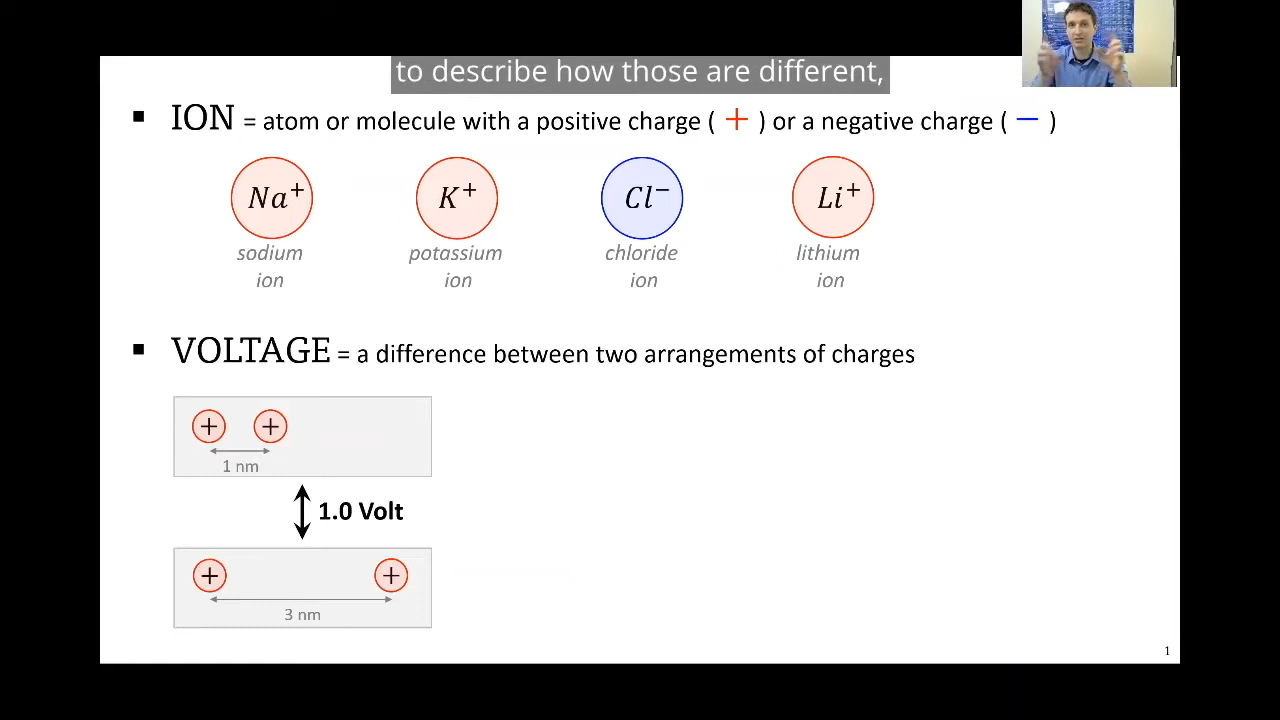 to describe how those are different,
▪ ION = atom or molecule with a positive charge ( + ) or a negative charge ( − )
Na⁺ K⁺ Cl⁻ Li⁺
sodium potassium chloride lithium
ion ion ion ion
▪ VOLTAGE = a difference between two arrangements of charges
+ +
1 nm
1.0 Volt
+ +
3 nm
1